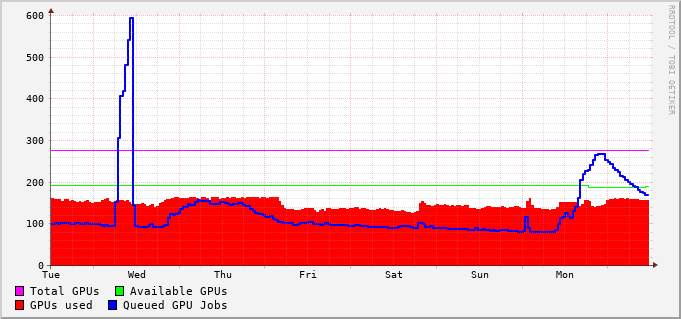 600
500
400
300
200
100
0
Tue Wed Thu Fri Sat Sun Mon
Total GPUs Available GPUs
GPUs used Queued GPU Jobs
RRDTOOL / TOBI OETIKER